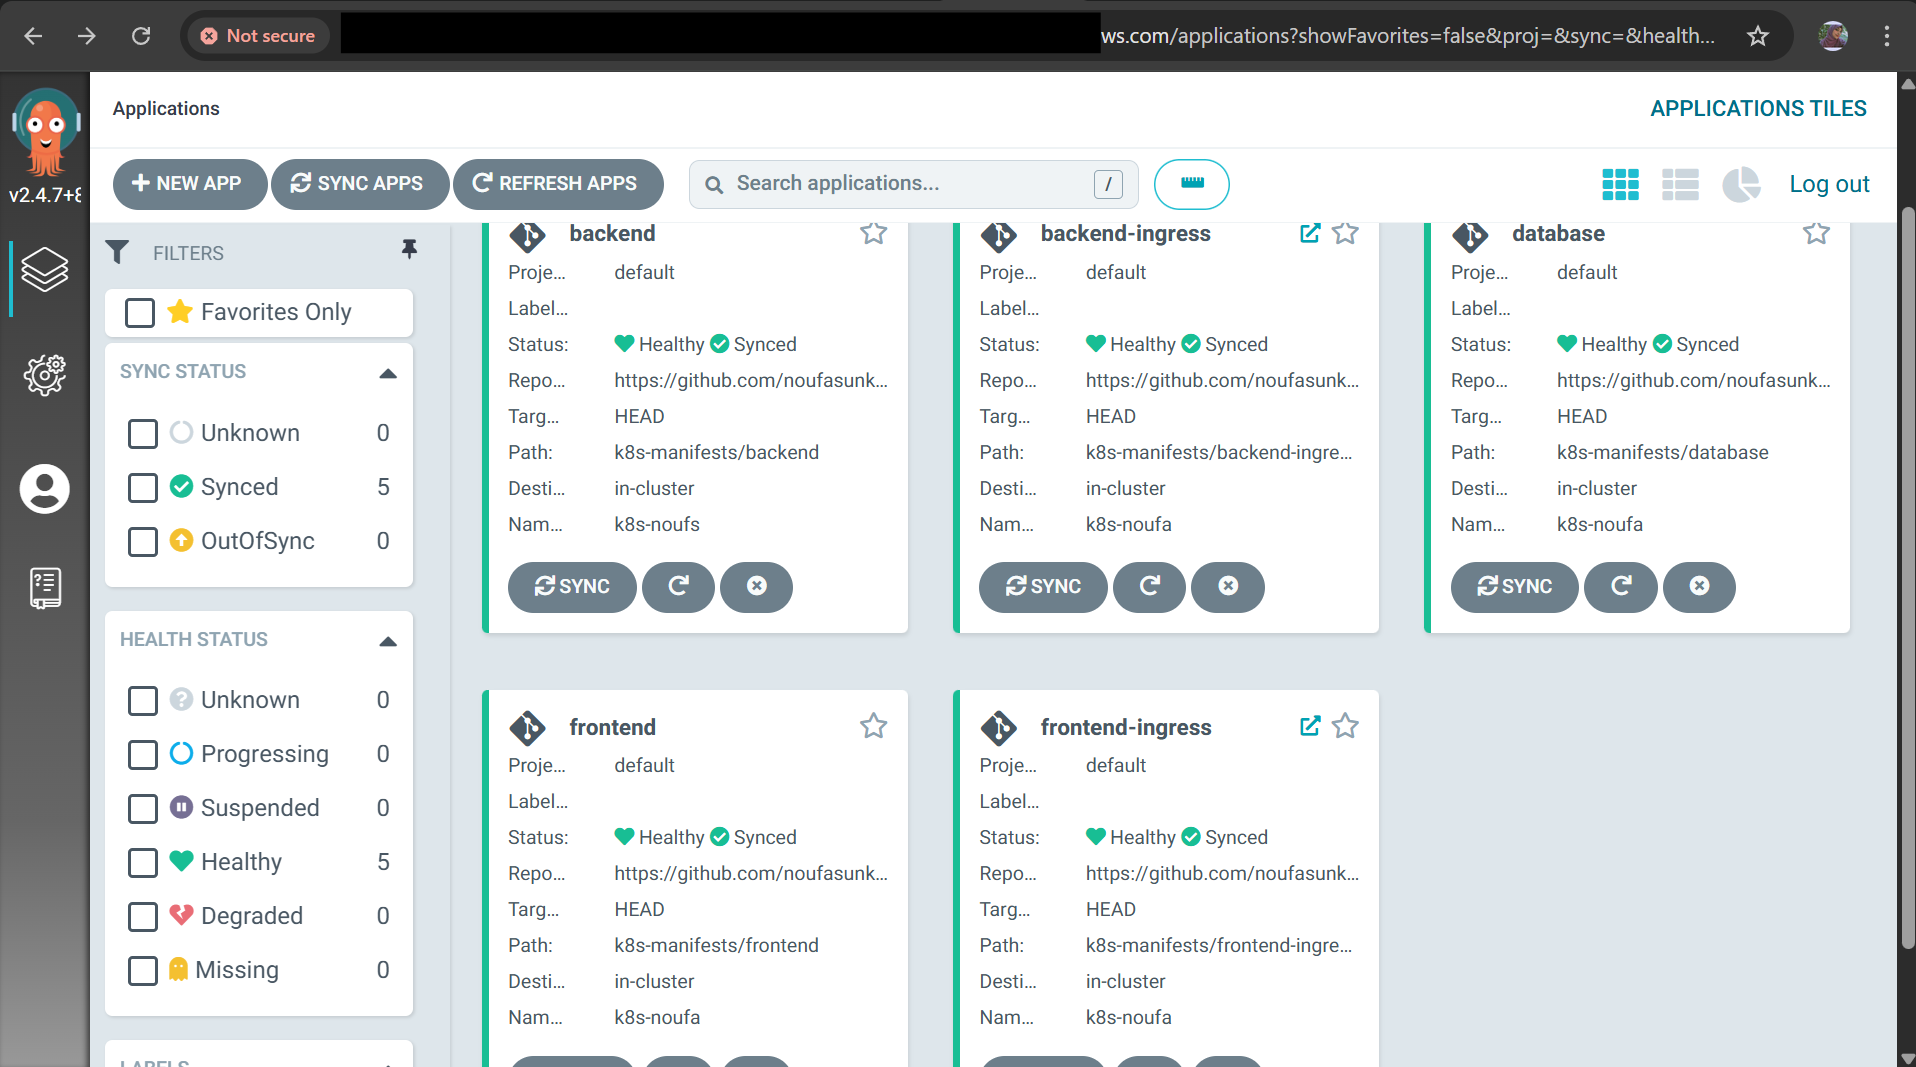 Not secure
ws.com/applications?showFavorites=false&proj=&sync=&health...
Applications
APPLICATIONS TILES
v2.4.7+8
NEW APP
SYNC APPS
REFRESH APPS
Search applications...
/
Log out
FILTERS
Favorites Only
SYNC STATUS
Unknown 0
Synced 5
OutOfSync 0
HEALTH STATUS
Unknown 0
Progressing 0
Suspended 0
Healthy 5
Degraded 0
Missing 0
LABELS
backend
Proje... default
Label...
Status: Healthy Synced
Repo... https://github.com/noufasunk...
Targ... HEAD
Path: k8s-manifests/backend
Desti... in-cluster
Nam... k8s-noufs
SYNC
backend-ingress
Proje... default
Label...
Status: Healthy Synced
Repo... https://github.com/noufasunk...
Targ... HEAD
Path: k8s-manifests/backend-ingre...
Desti... in-cluster
Nam... k8s-noufa
SYNC
database
Proje... default
Label...
Status: Healthy Synced
Repo... https://github.com/noufasunk...
Targ... HEAD
Path: k8s-manifests/database
Desti... in-cluster
Nam... k8s-noufa
SYNC
frontend
Proje... default
Label...
Status: Healthy Synced
Repo... https://github.com/noufasunk...
Targ... HEAD
Path: k8s-manifests/frontend
Desti... in-cluster
Nam... k8s-noufa
frontend-ingress
Proje... default
Label...
Status: Healthy Synced
Repo... https://github.com/noufasunk...
Targ... HEAD
Path: k8s-manifests/frontend-ingre...
Desti... in-cluster
Nam... k8s-noufa